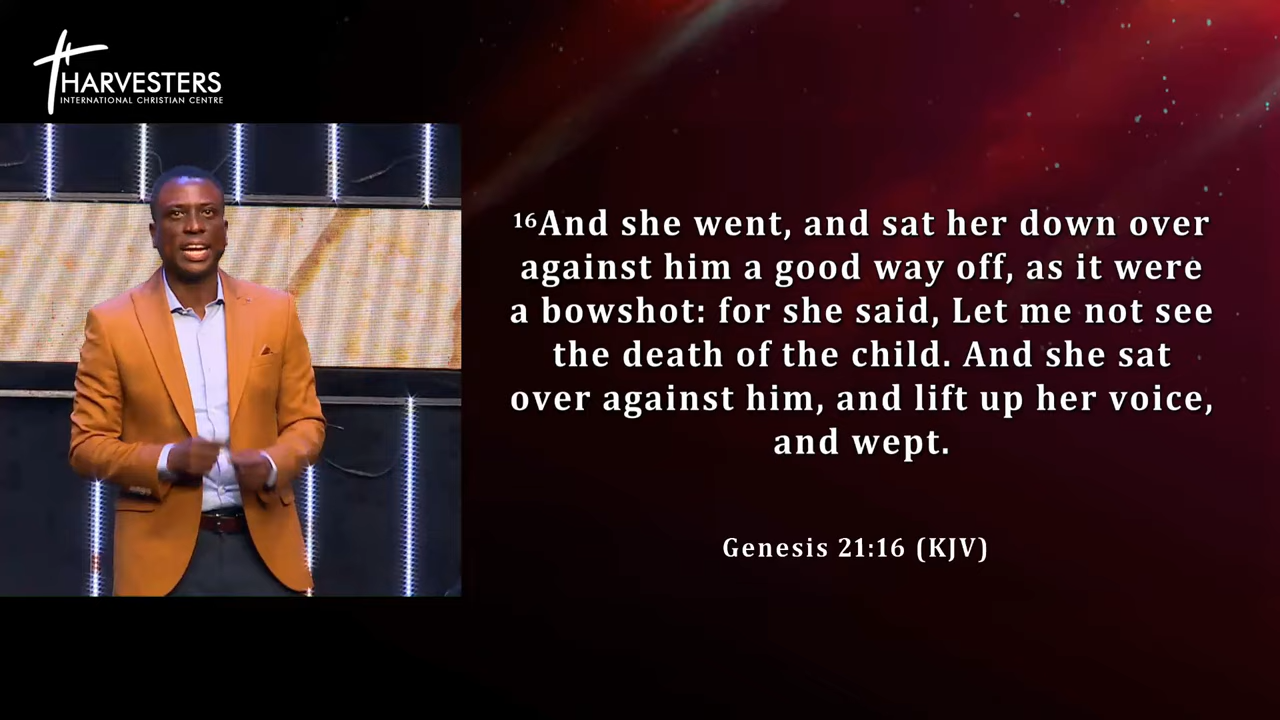 HARVESTERS
INTERNATIONAL CHRISTIAN CENTRE
¹⁶And she went, and sat her down over
against him a good way off, as it were
a bowshot: for she said, Let me not see
the death of the child. And she sat
over against him, and lift up her voice,
and wept.
Genesis 21:16 (KJV)